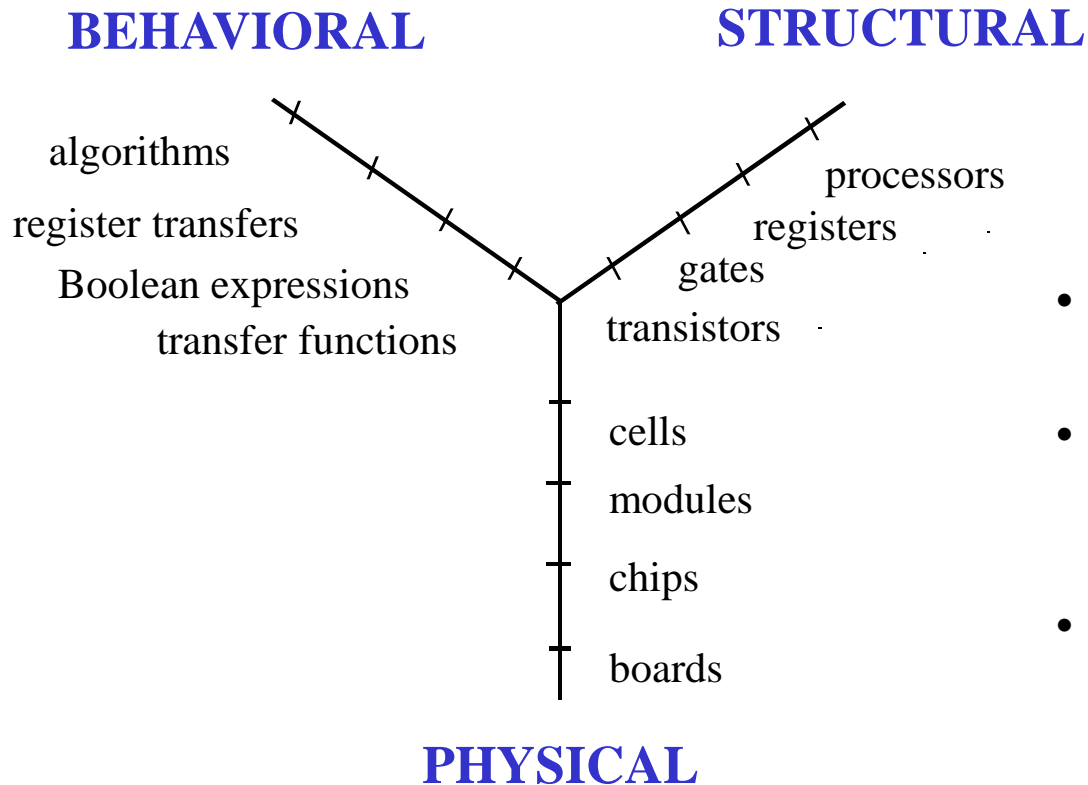 BEHAVIORAL
STRUCTURAL
algorithms
register transfers
Boolean expressions
transfer functions
processors
registers
gates
transistors
cells
modules
chips
boards
PHYSICAL